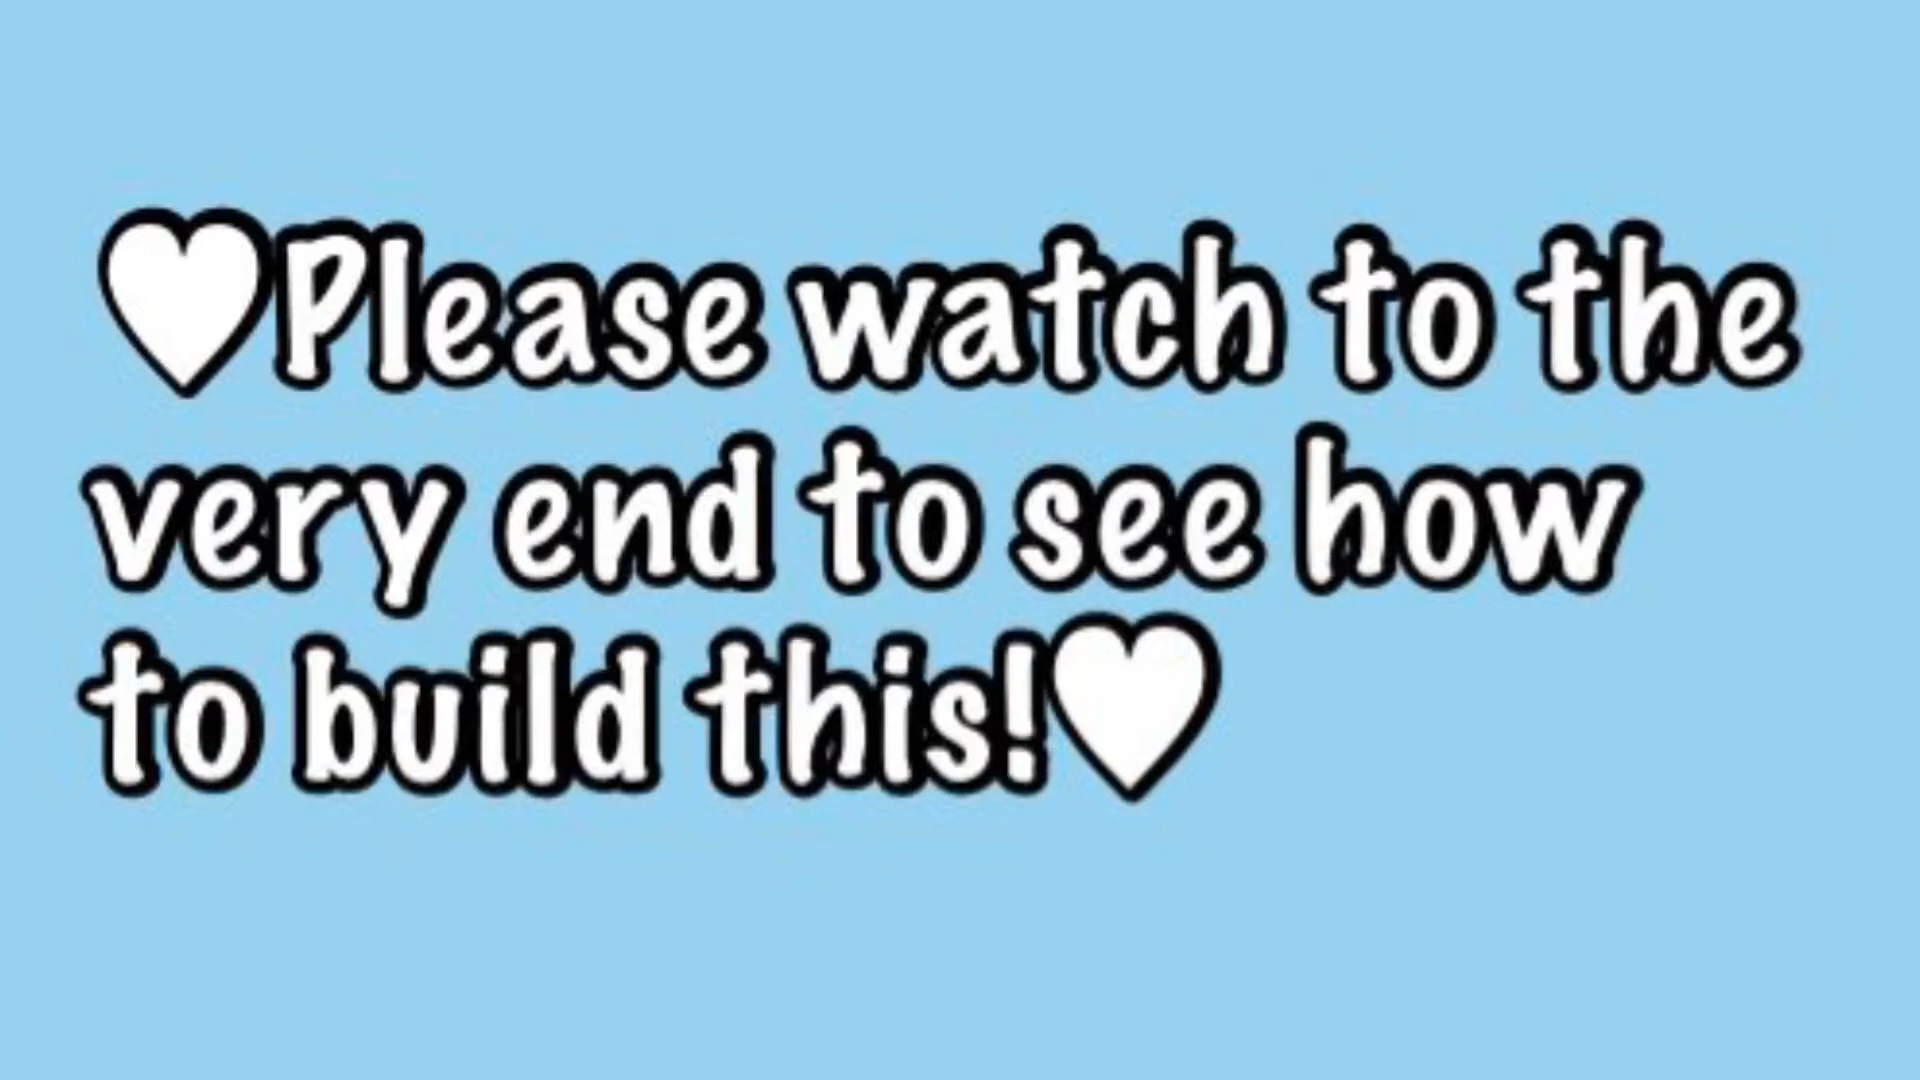 ♥Please watch to the
very end to see how
to build this!♥